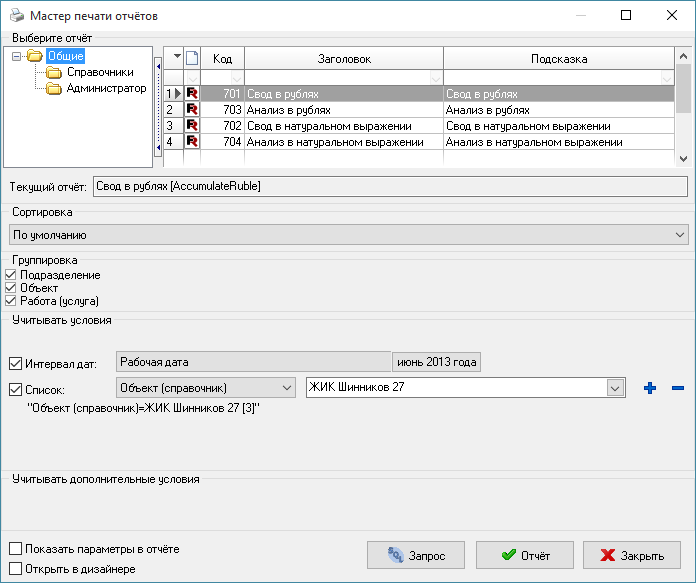 Мастер печати отчётов
Выберите отчёт
Общие
Справочники
Администратор
Код Заголовок Подсказка
1 701 Свод в рублях Свод в рублях
2 703 Анализ в рублях Анализ в рублях
3 702 Свод в натуральном выражении Свод в натуральном выражении
4 704 Анализ в натуральном выражении Анализ в натуральном выражении
Текущий отчёт: Свод в рублях [AccumulateRuble]
Сортировка
По умолчанию
Группировка
Подразделение
Объект
Работа (услуга)
Учитывать условия
Интервал дат: Рабочая дата июнь 2013 года
Список: Объект (справочник) ЖИК Шинников 27
"Объект (справочник)=ЖИК Шинников 27 [3]"
Учитывать дополнительные условия
Показать параметры в отчёте
Открыть в дизайнере
Запрос Отчёт Закрыть